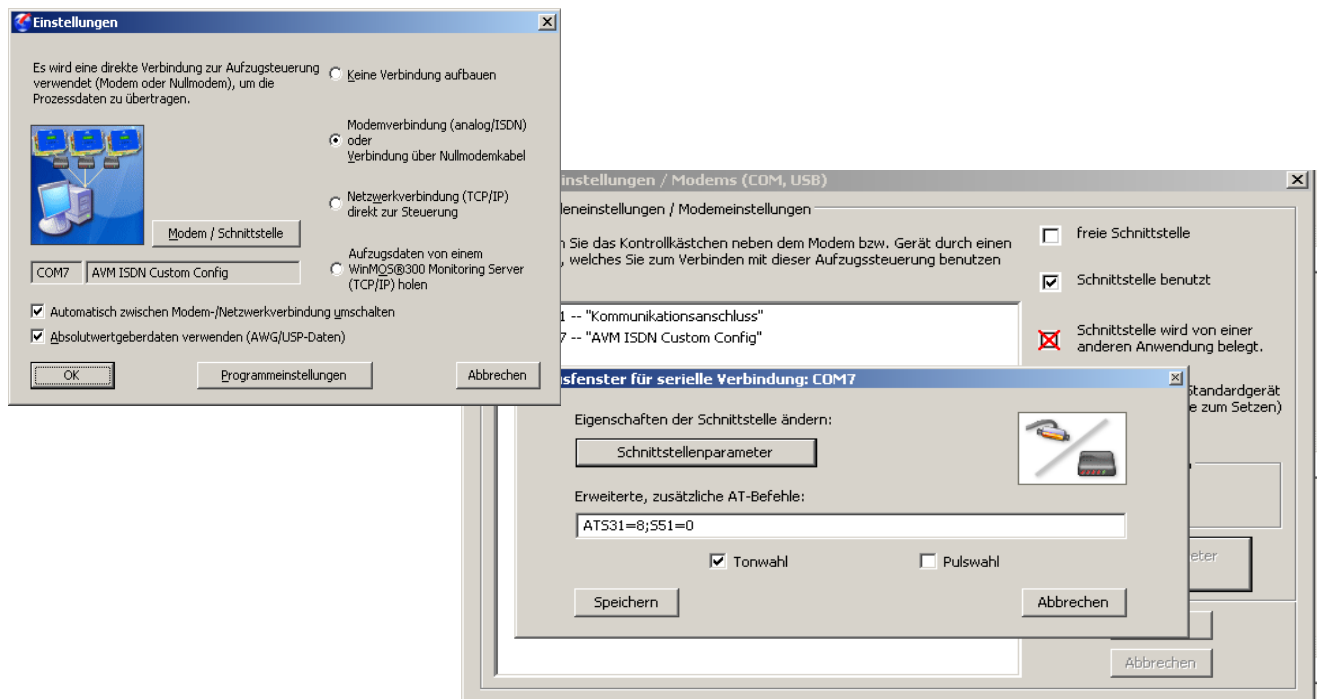 Einstellungen
Es wird eine direkte Verbindung zur Aufzugsteuerung
verwendet (Modem oder Nullmodem), um die
Prozessdaten zu übertragen.
Keine Verbindung aufbauen
Modemverbindung (analog/ISDN)
oder
Verbindung über Nullmodemkabel
Netzwerkverbindung (TCP/IP)
direkt zur Steuerung
Modem / Schnittstelle
Aufzugsdaten von einem
WinMOS®300 Monitoring Server
(TCP/IP) holen
COM7 AVM ISDN Custom Config
Automatisch zwischen Modem-/Netzwerkverbindung umschalten
Absolutwertgeberdaten verwenden (AWG/USP-Daten)
OK Programmeinstellungen Abbrechen
instellungen / Modems (COM, USB)
leneinstellungen / Modemeinstellungen
Sie das Kontrollkästchen neben dem Modem bzw. Gerät durch einen
, welches Sie zum Verbinden mit dieser Aufzugssteuerung benutzen
freie Schnittstelle
Schnittstelle benutzt
Schnittstelle wird von einer
anderen Anwendung belegt.
1 -- "Kommunikationsanschluss"
7 -- "AVM ISDN Custom Config"
Standardgerät
e zum Setzen)
sfenster für serielle Verbindung: COM7
Eigenschaften der Schnittstelle ändern:
Schnittstellenparameter
Erweiterte, zusätzliche AT-Befehle:
ATS31=8;S51=0
Tonwahl Pulswahl
Speichern Abbrechen
eter
Abbrechen